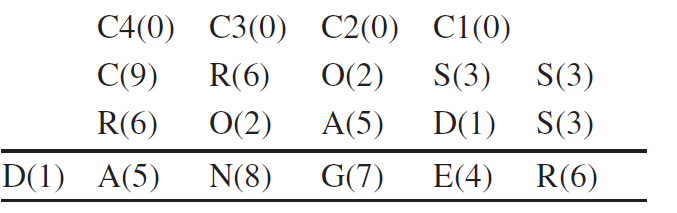 C4(0) C3(0) C2(0) C1(0)
C(9) R(6) O(2) S(3) S(3)
R(6) O(2) A(5) D(1) S(3)
D(1) A(5) N(8) G(7) E(4) R(6)